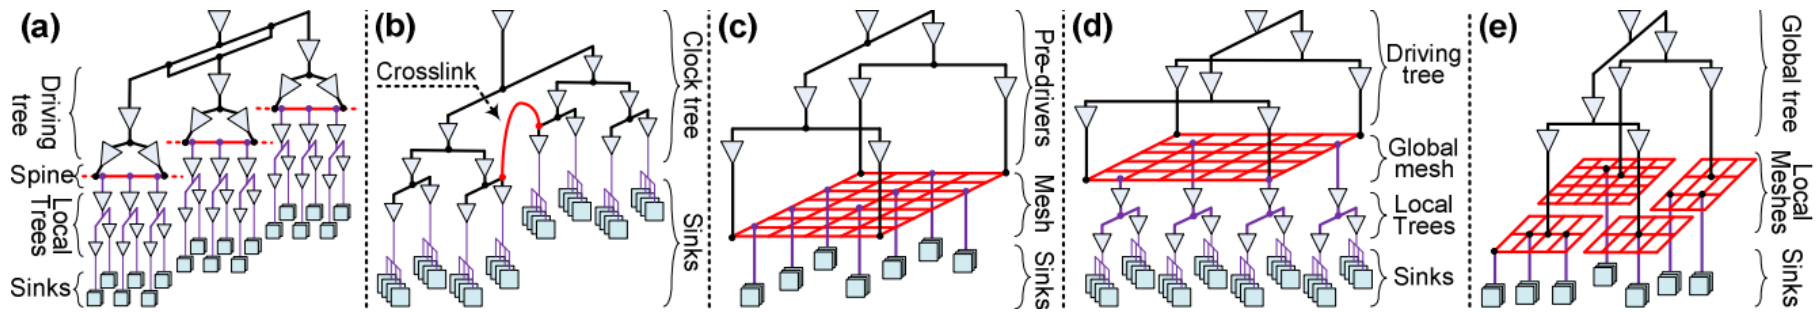 (a)
Driving
tree
Spine
Local
Trees
Sinks
(b)
Crosslink
Clock tree
Sinks
(c)
Pre-drivers
Mesh
Sinks
(d)
Driving
tree
Global
mesh
Local
Trees
Sinks
(e)
Global tree
Local
Meshes
Sinks